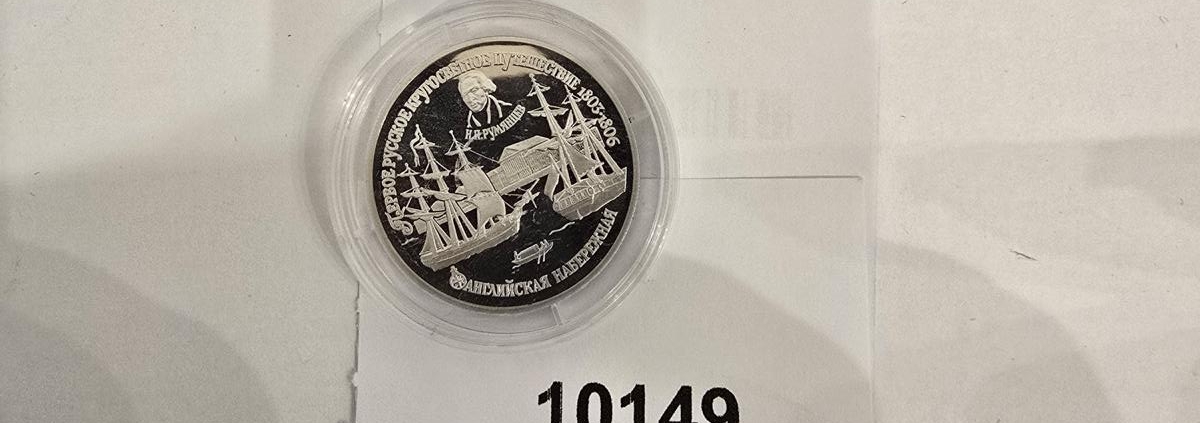 ПЕРВОЕ РУССКОЕ КРУГОСВЕТНОЕ ПУТЕШЕСТВИЕ 1803-1806
Н.П.РУМЯНЦЕВ
АНГЛИЙСКАЯ НАБЕРЕЖНАЯ
10149